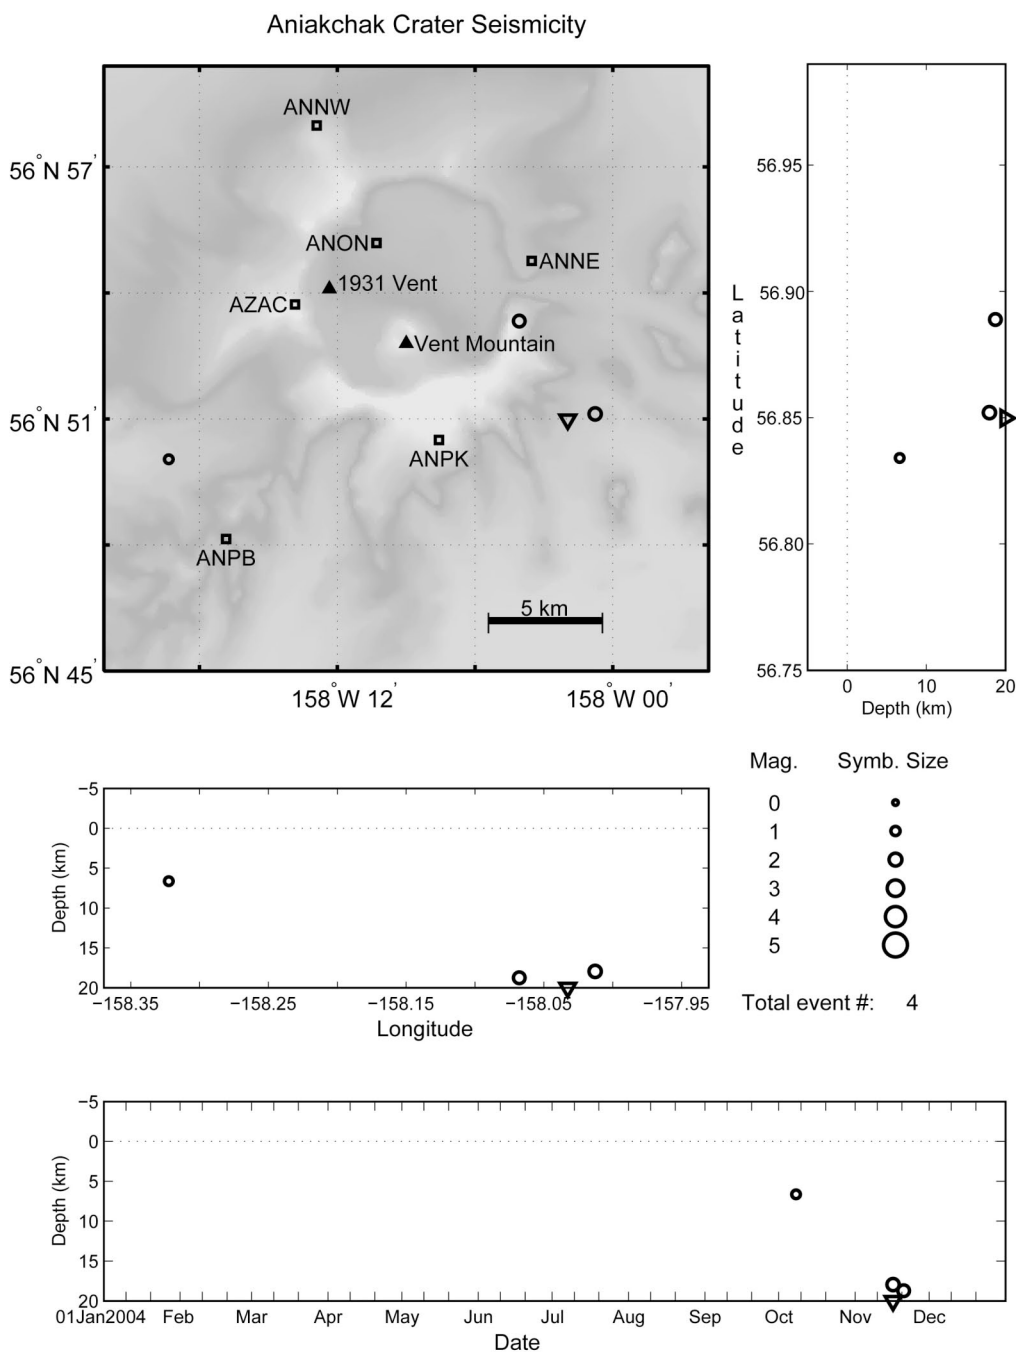 Aniakchak Crater Seismicity
ANNW
56°N 57'
ANON
ANNE
1931 Vent
AZAC
Vent Mountain
56°N 51'
ANPK
ANPB
5 km
56°N 45'
158°W 12'
158°W 00'
56.95
56.90
56.85
56.80
56.75
Latitude
0 10 20
Depth (km)
Mag. Symb. Size
0
1
2
3
4
5
Total event #: 4
−5
0
5
10
15
20
Depth (km)
−158.35 −158.25 −158.15 −158.05 −157.95
Longitude
−5
0
5
10
15
20
Depth (km)
01Jan2004 Feb Mar Apr May Jun Jul Aug Sep Oct Nov Dec
Date